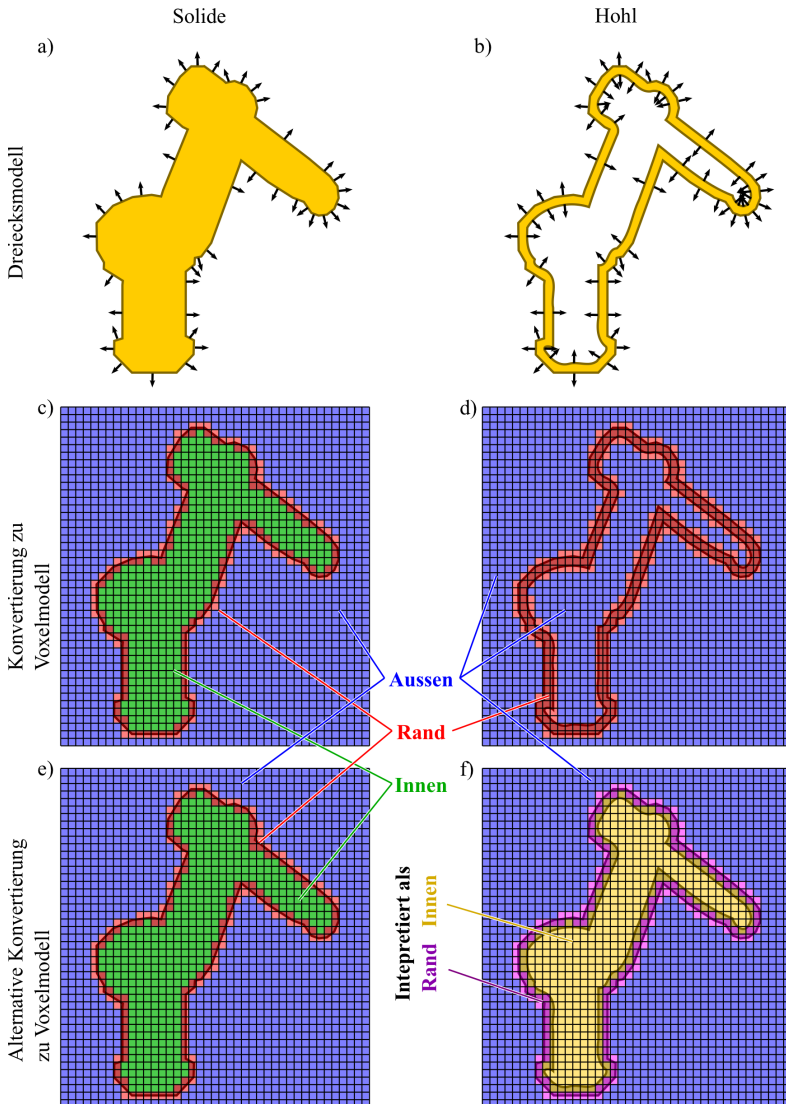 Solide
Hohl
a)
b)
Dreiecksmodell
c)
d)
Konvertierung zu
Voxelmodell
Aussen
Rand
Innen
e)
f)
Alternative Konvertierung
zu Voxelmodell
Intepretiert als
Innen
Rand